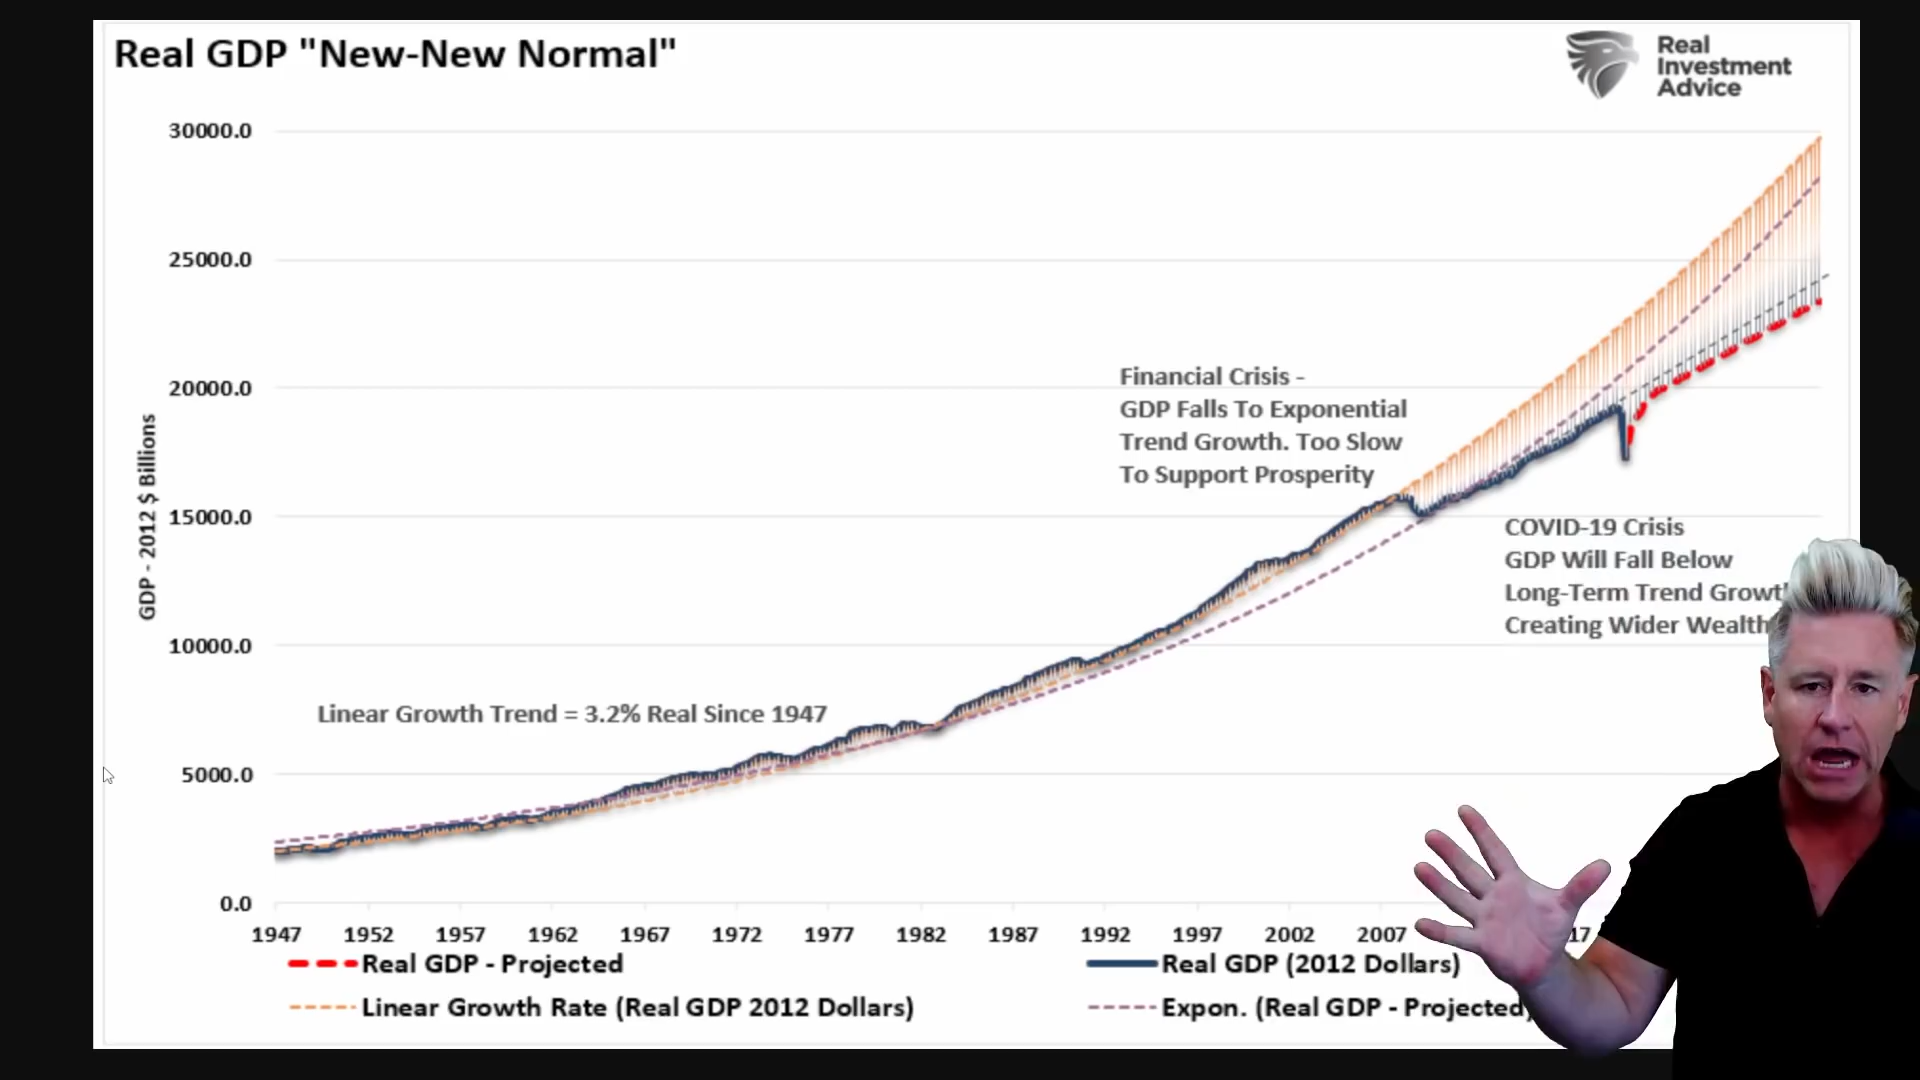 Real GDP "New-New Normal"
Real
Investment
Advice
30000.0
25000.0
20000.0
15000.0
10000.0
5000.0
0.0
GDP - 2012 $ Billions
Financial Crisis -
GDP Falls To Exponential
Trend Growth. Too Slow
To Support Prosperity
COVID-19 Crisis
GDP Will Fall Below
Long-Term Trend Growth
Creating Wider Wealth
Linear Growth Trend = 3.2% Real Since 1947
1947 1952 1957 1962 1967 1972 1977 1982 1987 1992 1997 2002 2007 17
Real GDP - Projected
Real GDP (2012 Dollars)
Linear Growth Rate (Real GDP 2012 Dollars)
Expon. (Real GDP - Projected)